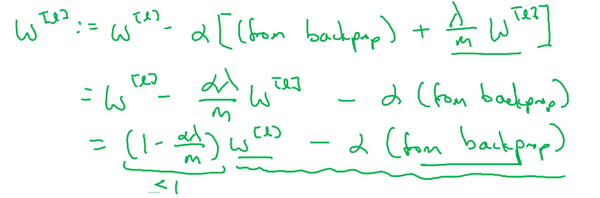 W^[l] := W^[l] - α [(from backprop) + λ/m W^[l]]
= W^[l] - αλ/m W^[l] - α (from backprop)
= (1 - αλ/m) W^[l] - α (from backprop)
≤ 1